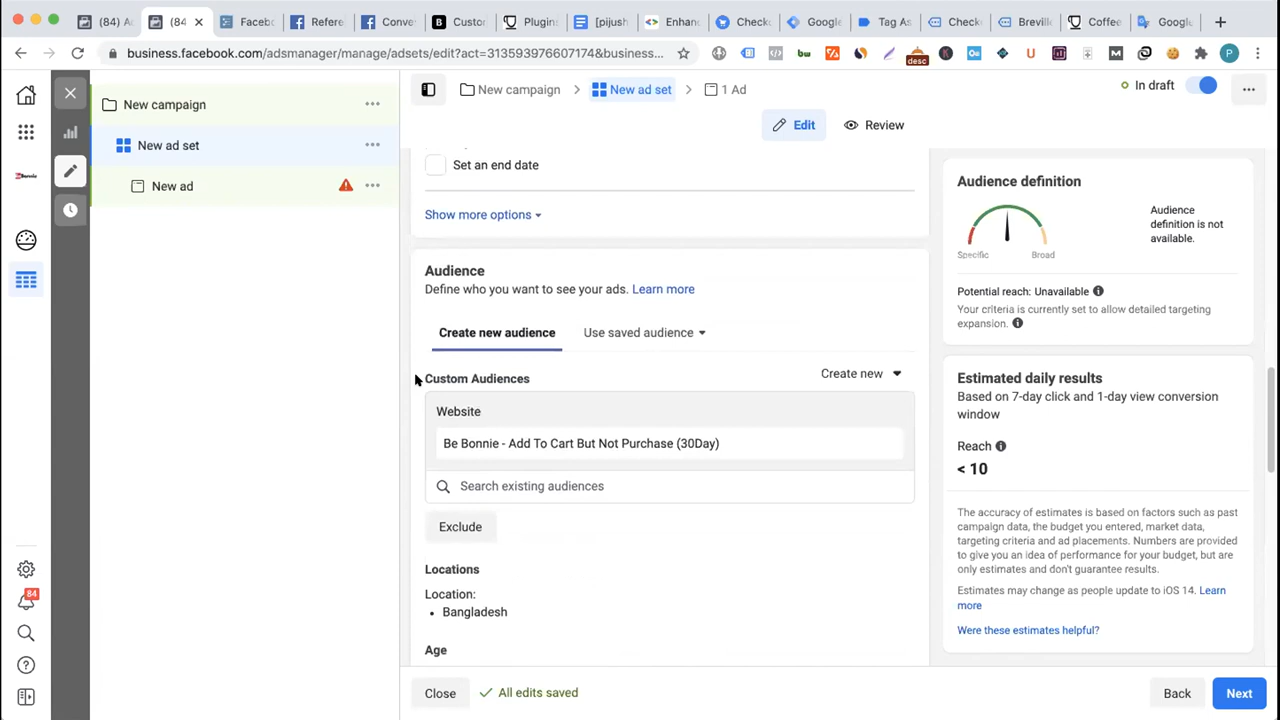 (84) A
(84
Faceb
Refere
Conve
Custo
Plugin
[pijush
Enhan
Checko
Google
Tag As
Checke
Brevill
Coffee
Google
business.facebook.com/adsmanager/manage/adsets/edit?act=313593976607174&business...
desc
P
New campaign
New ad set
New ad
New campaign > New ad set > 1 Ad
In draft
Edit
Review
Set an end date
Show more options
Audience
Define who you want to see your ads. Learn more
Create new audience
Use saved audience
Custom Audiences
Create new
Website
Be Bonnie - Add To Cart But Not Purchase (30Day)
Search existing audiences
Exclude
Locations
Location:
• Bangladesh
Age
Audience definition
Specific
Broad
Audience
definition is not
available.
Potential reach: Unavailable
Your criteria is currently set to allow detailed targeting
expansion.
Estimated daily results
Based on 7-day click and 1-day view conversion
window
Reach
< 10
The accuracy of estimates is based on factors such as past
campaign data, the budget you entered, market data,
targeting criteria and ad placements. Numbers are provided
to give you an idea of performance for your budget, but are
only estimates and don't guarantee results.
Estimates may change as people update to iOS 14. Learn
more
Were these estimates helpful?
84
Close
All edits saved
Back
Next